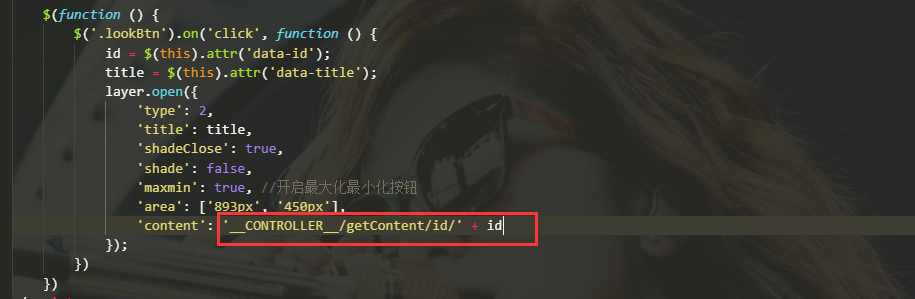 $(function () {
$('.lookBtn').on('click', function () {
id = $(this).attr('data-id');
title = $(this).attr('data-title');
layer.open({
'type': 2,
'title': title,
'shadeClose': true,
'shade': false,
'maxmin': true, //开启最大化最小化按钮
'area': ['893px', '450px'],
'content': '__CONTROLLER__/getContent/id/' + id
});
})
})